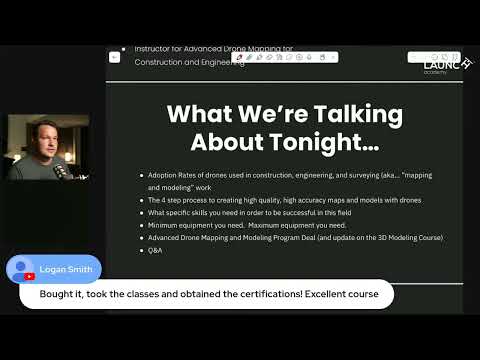 Instructor for Advanced Drone Mapping for
Construction and Engineering
LAUNCH
academy
What We're Talking
About Tonight...
Adoption Rates of drones used in construction, engineering, and surveying (aka... "mapping
and modeling" work
The 4 step process to creating high quality, high accuracy maps and models with drones
What specific skills you need in order to be successful in this field
Minimum equipment you need. Maximum equipment you need.
Advanced Drone Mapping and Modeling Program Deal (and update on the 3D Modeling Course)
Q&A
Logan Smith
Bought it, took the classes and obtained the certifications! Excellent course